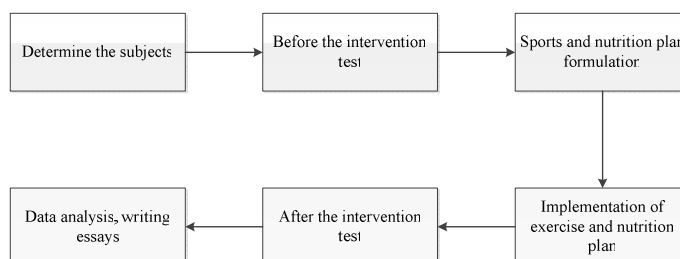 Determine the subjects
Before the intervention
test
Sports and nutrition plan
formulation
Implementation of
exercise and nutrition
plan
After the intervention
test
Data analysis, writing
essays